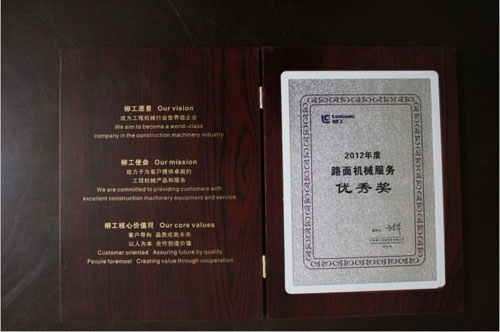 柳工愿景 Our vision
成为工程机械行业世界级企业
We aim to become a world-class
company in the construction machinery industry
柳工使命 Our mission
致力于为客户提供卓越的
工程机械产品和服务
We are committed to providing customers with
excellent construction machinery equipment and service
柳工核心价值观 Our core values
客户导向 品质成就未来
以人为本 合作创造价值
Customer oriented Assuring future by quality
People foremost Creating value through cooperation
LiuGong
柳工
2012年度
路面机械服务
优秀奖